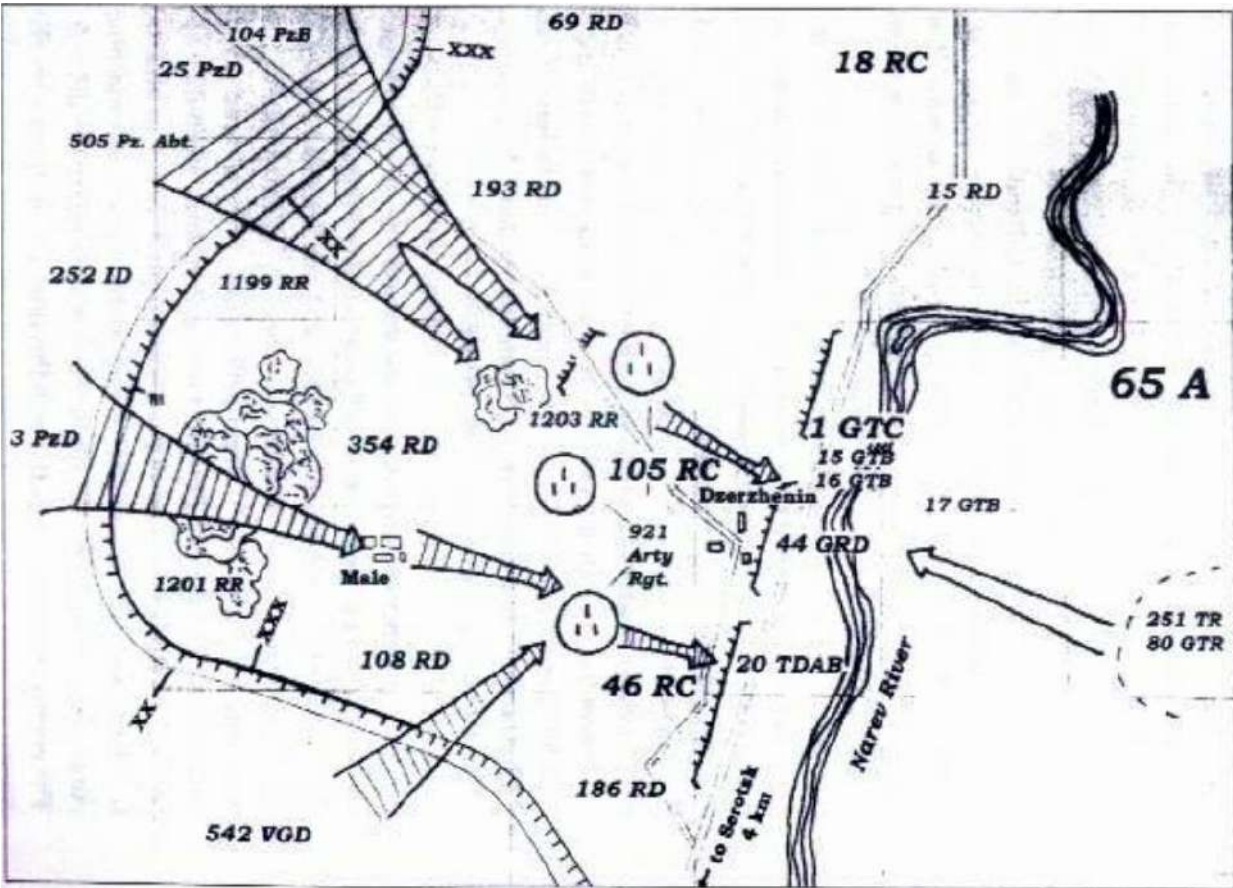 69 RD
104 PzB
XXX
18 RC
25 PzD
505 Pz. Abt.
193 RD
15 RD
XX
252 ID
1199 RR
65 A
1203 RR
1 GTC
3 PzD
354 RD
15 GTB
105 RC
16 GTB
Dzerzhenin
17 GTB
921
Arty
Rgt.
44 GRD
Male
1201 RR
XXX
251 TR
80 GTR
108 RD
20 TDAB
46 RC
XX
Narev River
186 RD
to Serotsk
4 km
542 VGD